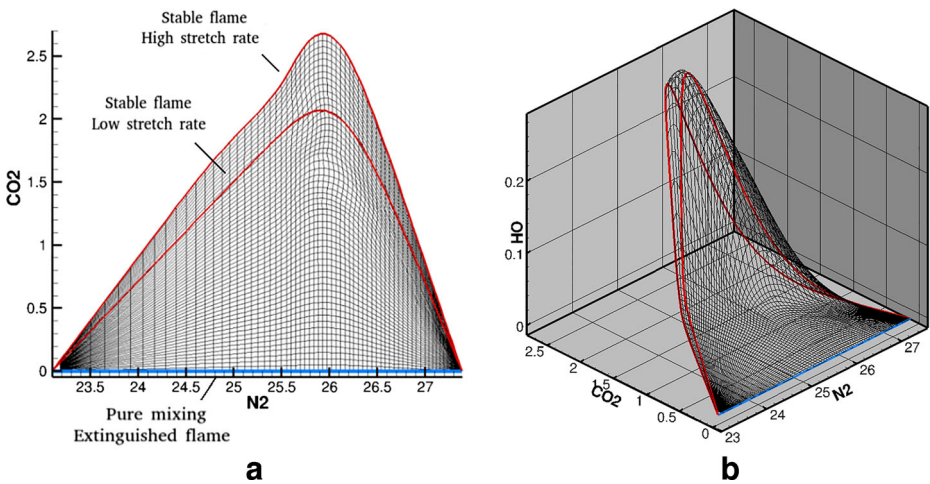 Stable flame
High stretch rate
Stable flame
Low stretch rate
2.5
2
1.5
1
0.5
0
CO2
23.5 24 24.5 25 25.5 26 26.5 27
N2
Pure mixing
Extinguished flame
a
0.2
0.1
0
HO
2.5
2
1.5
1
0.5
0
CO2
23
24
25
26
27
N2
b